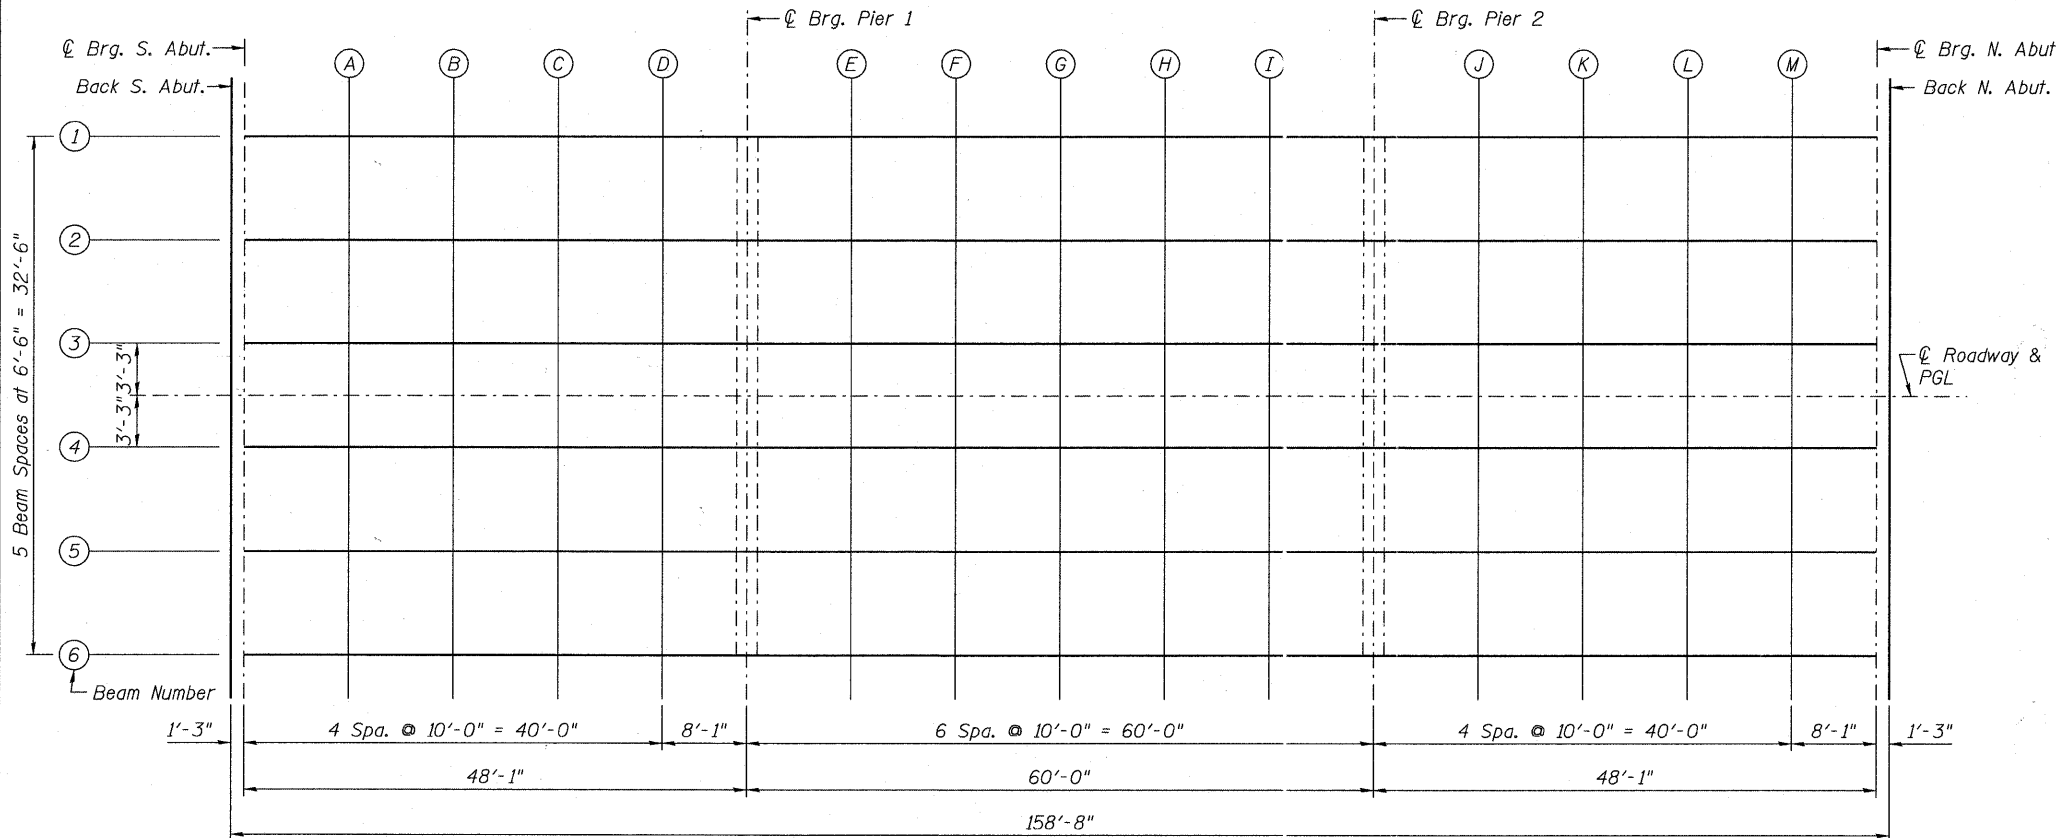 ℄ Brg. Pier 1
℄ Brg. Pier 2
℄ Brg. S. Abut.
℄ Brg. N. Abut
Back S. Abut.
Back N. Abut.
A
B
C
D
E
F
G
H
I
J
K
L
M
1
2
3
4
5
6
5 Beam Spaces at 6'-6" = 32'-6"
3'-3"
3'-3"
℄ Roadway &
PGL
Beam Number
1'-3"
4 Spa. @ 10'-0" = 40'-0"
8'-1"
6 Spa. @ 10'-0" = 60'-0"
4 Spa. @ 10'-0" = 40'-0"
8'-1"
1'-3"
48'-1"
60'-0"
48'-1"
158'-8"